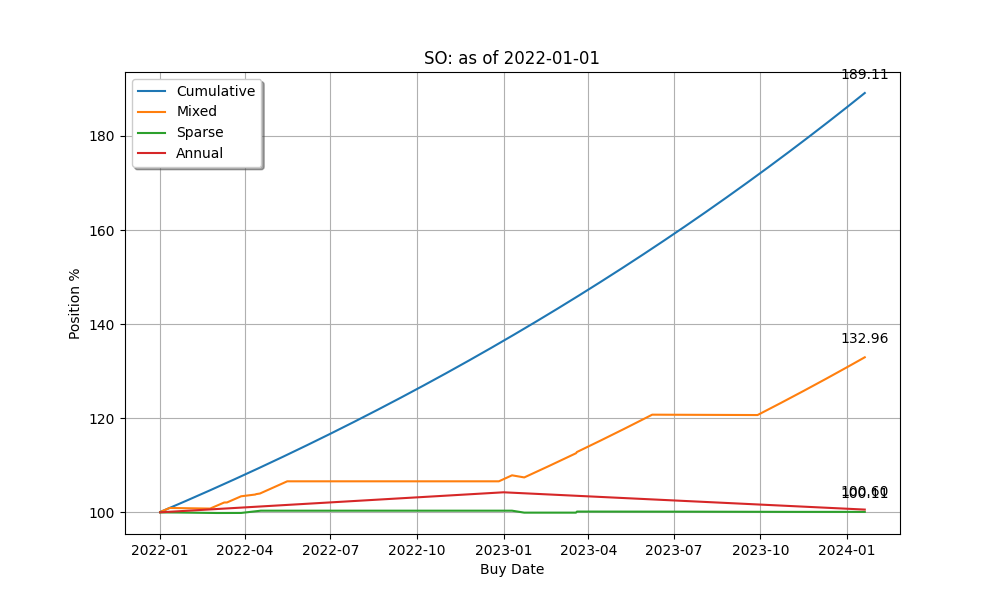 SO: as of 2022-01-01
189.11
Cumulative
Mixed
Sparse
Annual
180
160
140
132.96
120
100.60
100.11
100
2022-01
2022-04
2022-07
2022-10
2023-01
2023-04
2023-07
2023-10
2024-01
Position %
Buy Date